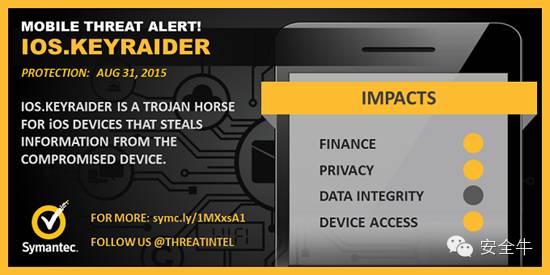 MOBILE THREAT ALERT!
IOS.KEYRAIDER
PROTECTION: AUG 31, 2015
IOS.KEYRAIDER IS A TROJAN HORSE
FOR iOS DEVICES THAT STEALS
INFORMATION FROM THE
COMPROMISED DEVICE.
IMPACTS
FINANCE
PRIVACY
DATA INTEGRITY
DEVICE ACCESS
FOR MORE: symc.ly/1MXxsA1
FOLLOW US @THREATINTEL
Symantec.
安全牛